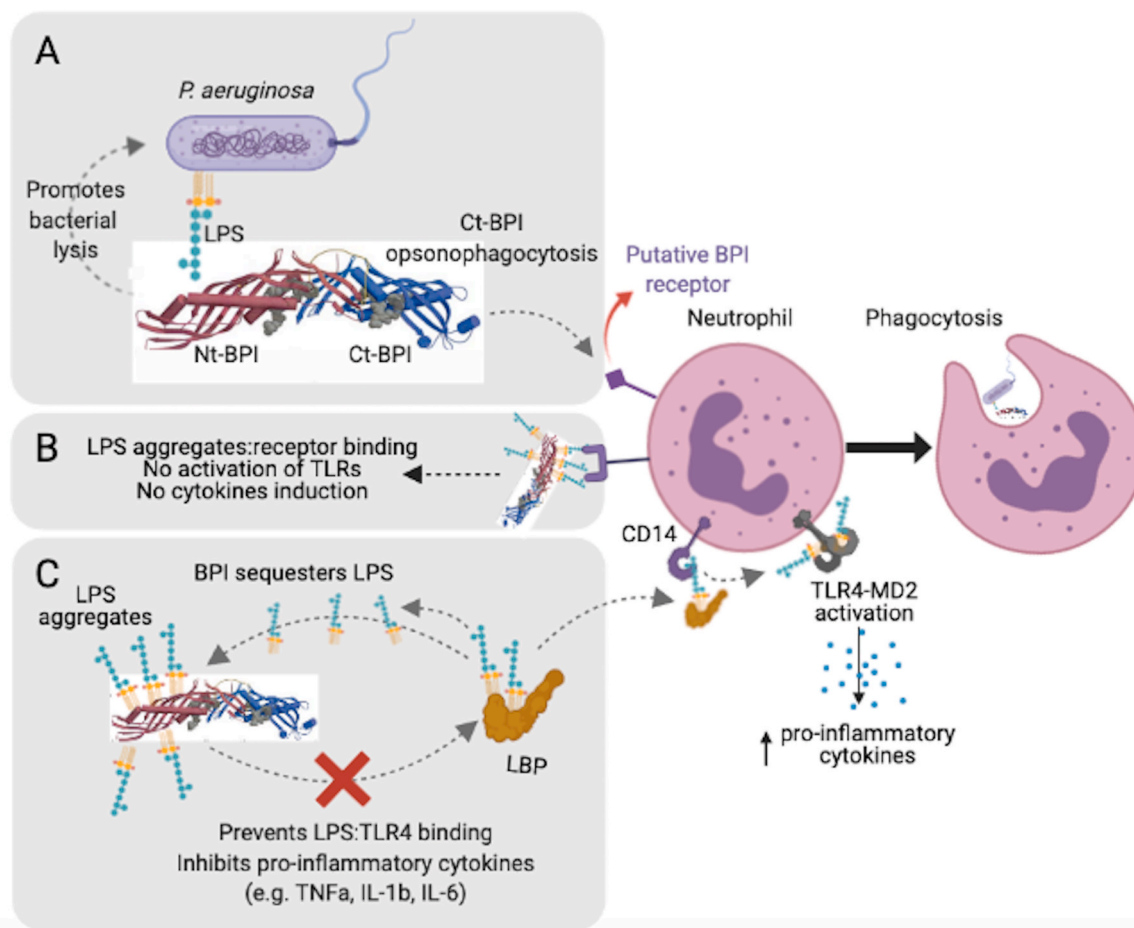 A
P. aeruginosa
Promotes
bacterial
lysis
LPS
Ct-BPI
opsonophagocytosis
Nt-BPI
Ct-BPI
Putative BPI
receptor
Neutrophil
Phagocytosis
B
LPS aggregates:receptor binding
No activation of TLRs
No cytokines induction
CD14
TLR4-MD2
activation
pro-inflammatory
cytokines
C
BPI sequesters LPS
LPS
aggregates
LBP
Prevents LPS:TLR4 binding
Inhibits pro-inflammatory cytokines
(e.g. TNFa, IL-1b, IL-6)